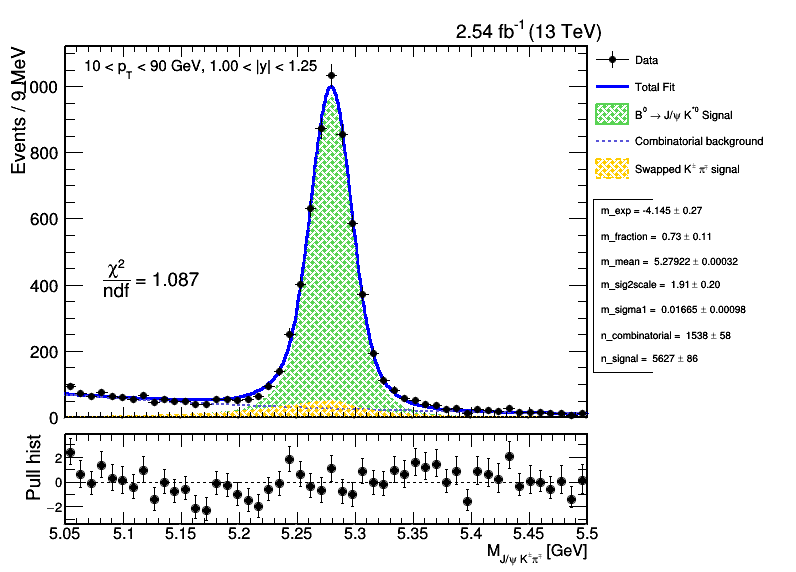 2.54 fb⁻¹ (13 TeV)
Events / 9 MeV
10 < p_T < 90 GeV, 1.00 < |y| < 1.25
1000
800
600
400
200
0
χ²
ndf = 1.087
Data
Total Fit
B⁰ → J/ψ K*⁰ Signal
Combinatorial background
Swapped K± π∓ signal
m_exp = -4.145 ± 0.27
m_fraction = 0.73 ± 0.11
m_mean = 5.27922 ± 0.00032
m_sig2scale = 1.91 ± 0.20
m_sigma1 = 0.01665 ± 0.00098
n_combinatorial = 1538 ± 58
n_signal = 5627 ± 86
Pull hist
2
0
−2
5.05 5.1 5.15 5.2 5.25 5.3 5.35 5.4 5.45 5.5
M_J/ψ K±π∓ [GeV]